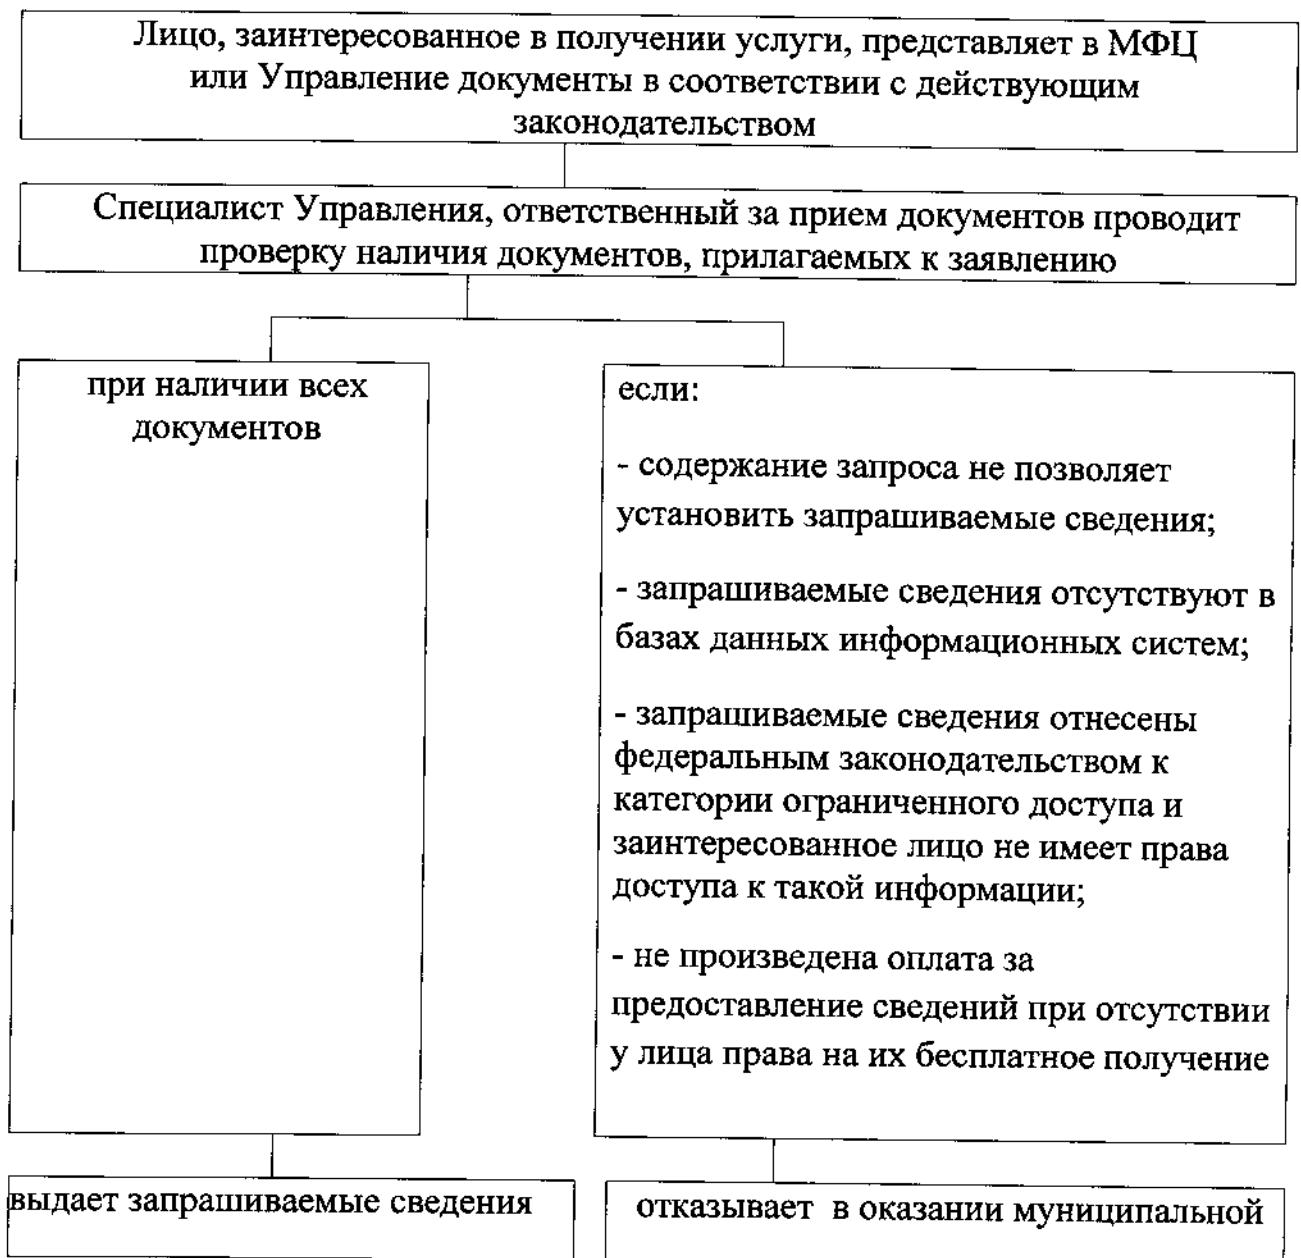 Лицо, заинтересованное в получении услуги, представляет в МФЦ
или Управление документы в соответствии с действующим
законодательством
Специалист Управления, ответственный за прием документов проводит
проверку наличия документов, прилагаемых к заявлению
при наличии всех
документов
если:
- содержание запроса не позволяет
установить запрашиваемые сведения;
- запрашиваемые сведения отсутствуют в
базах данных информационных систем;
- запрашиваемые сведения отнесены
федеральным законодательством к
категории ограниченного доступа и
заинтересованное лицо не имеет права
доступа к такой информации;
- не произведена оплата за
предоставление сведений при отсутствии
у лица права на их бесплатное получение
выдает запрашиваемые сведения
отказывает в оказании муниципальной